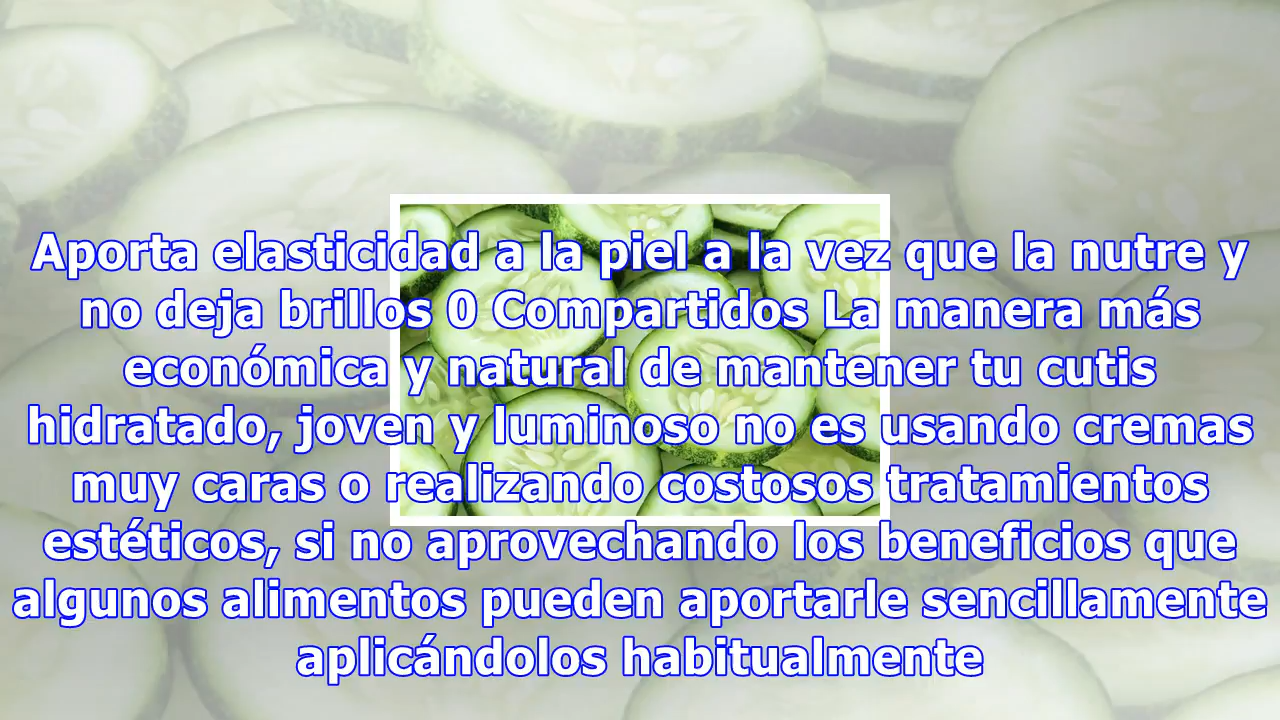 Aporta elasticidad a la piel a la vez que la nutre y
no deja brillos 0 Compartidos La manera más
económica y natural de mantener tu cutis
hidratado, joven y luminoso no es usando cremas
muy caras o realizando costosos tratamientos
estéticos, si no aprovechando los beneficios que
algunos alimentos pueden aportarle sencillamente
aplicándolos habitualmente